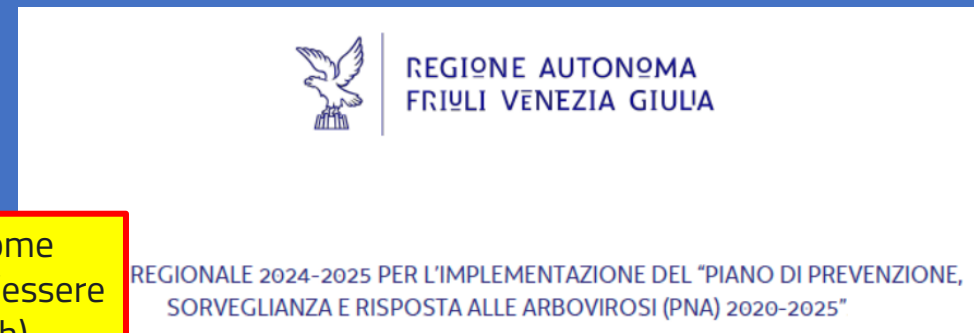 REGIONE AUTONOMA
FRIULI VENEZIA GIULIA
ome
essere
h)
REGIONALE 2024-2025 PER L'IMPLEMENTAZIONE DEL "PIANO DI PREVENZIONE,
SORVEGLIANZA E RISPOSTA ALLE ARBOVIROSI (PNA) 2020-2025"